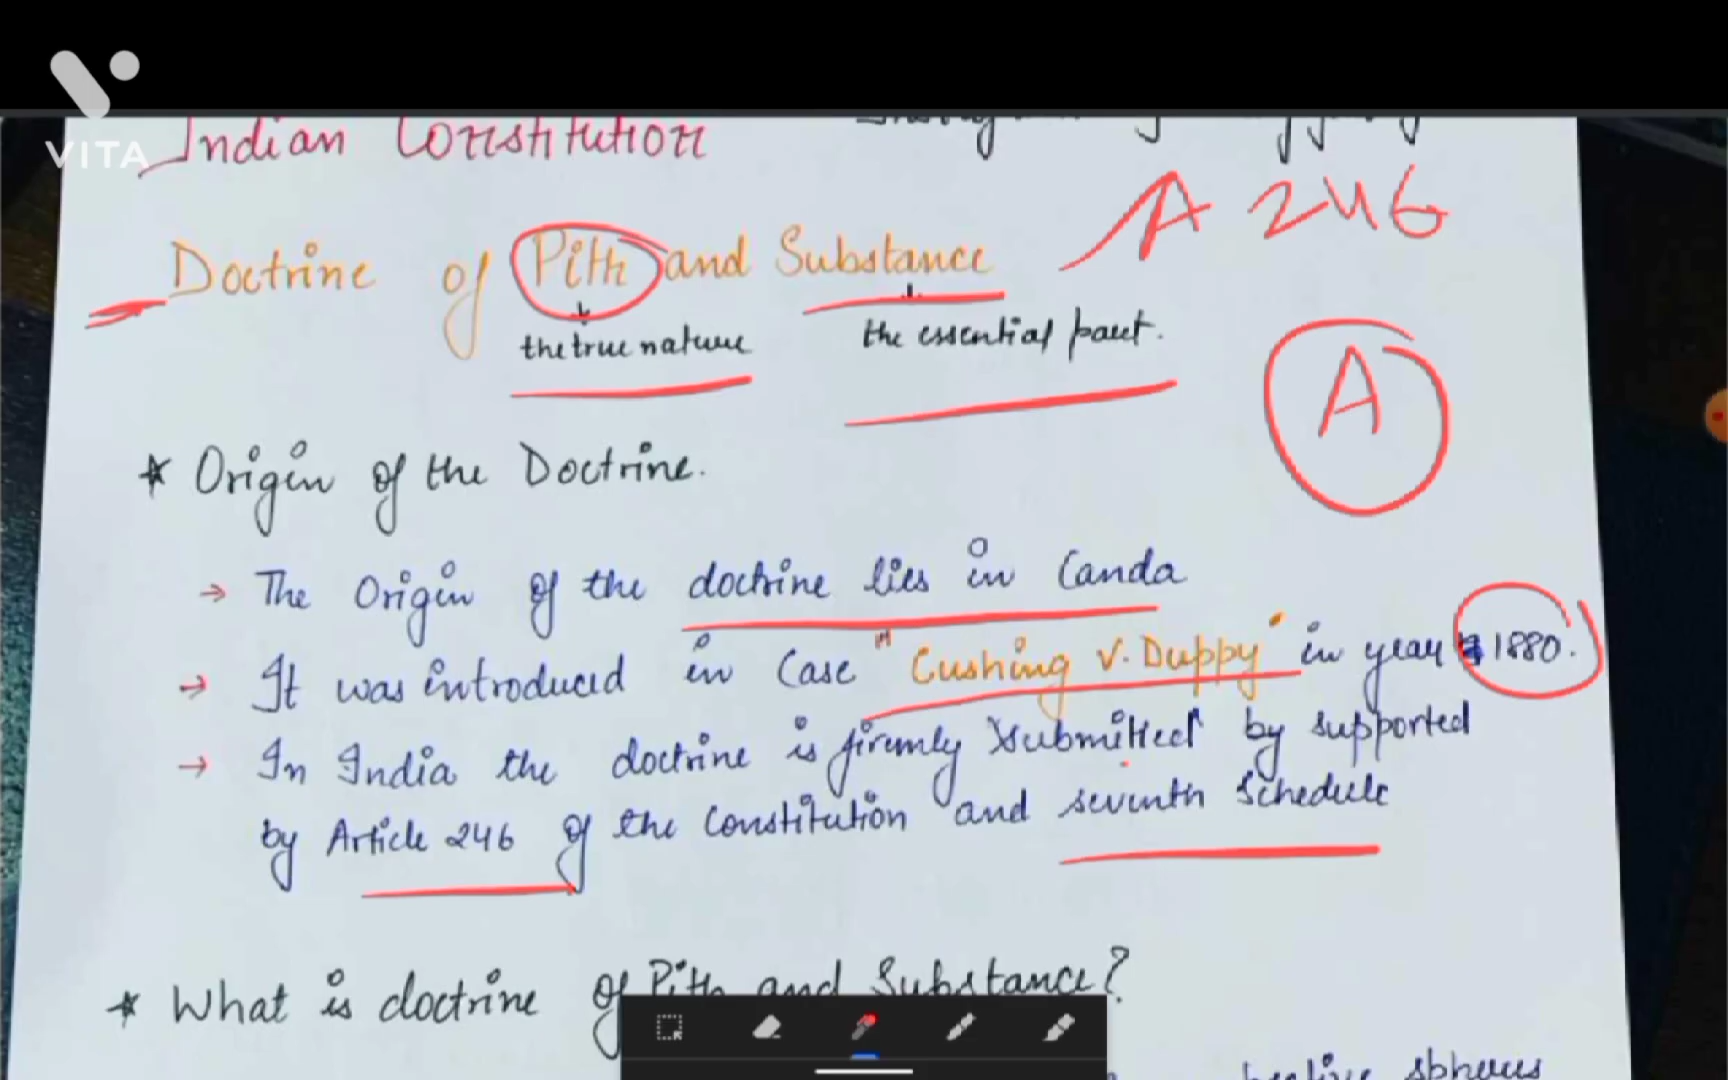 VITA
Indian Constitution
A 246
Doctrine of Pith and Substance
the true nature
the essential part.
A
* Origin of the Doctrine.
→ The Origin of the doctrine lies in Canda
→ It was introduced in Case "Cushing v. Duppy" in year 1880.
→ In India the doctrine is firemly submitted by supported
by Article 246 of the Constitution and seventh Schedule
* What is doctrine of Pith and Substance?
spheres